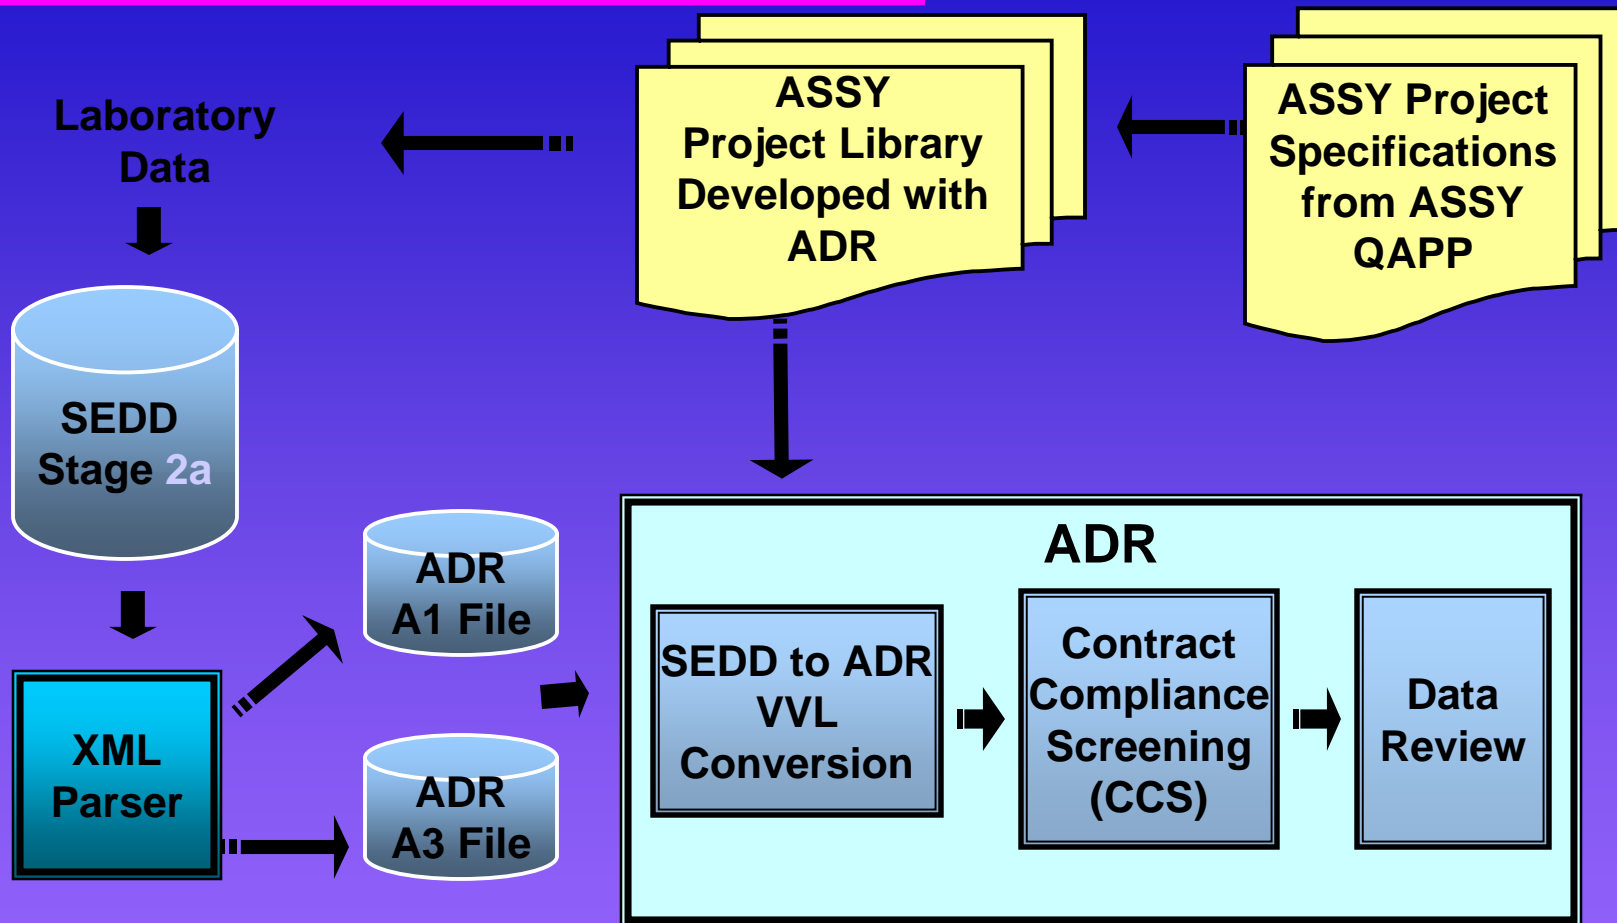 Laboratory
Data
ASSY
Project Library
Developed with
ADR
ASSY Project
Specifications
from ASSY
QAPP
SEDD
Stage 2a
XML
Parser
ADR
A1 File
ADR
A3 File
ADR
SEDD to ADR
VVL
Conversion
Contract
Compliance
Screening
(CCS)
Data
Review